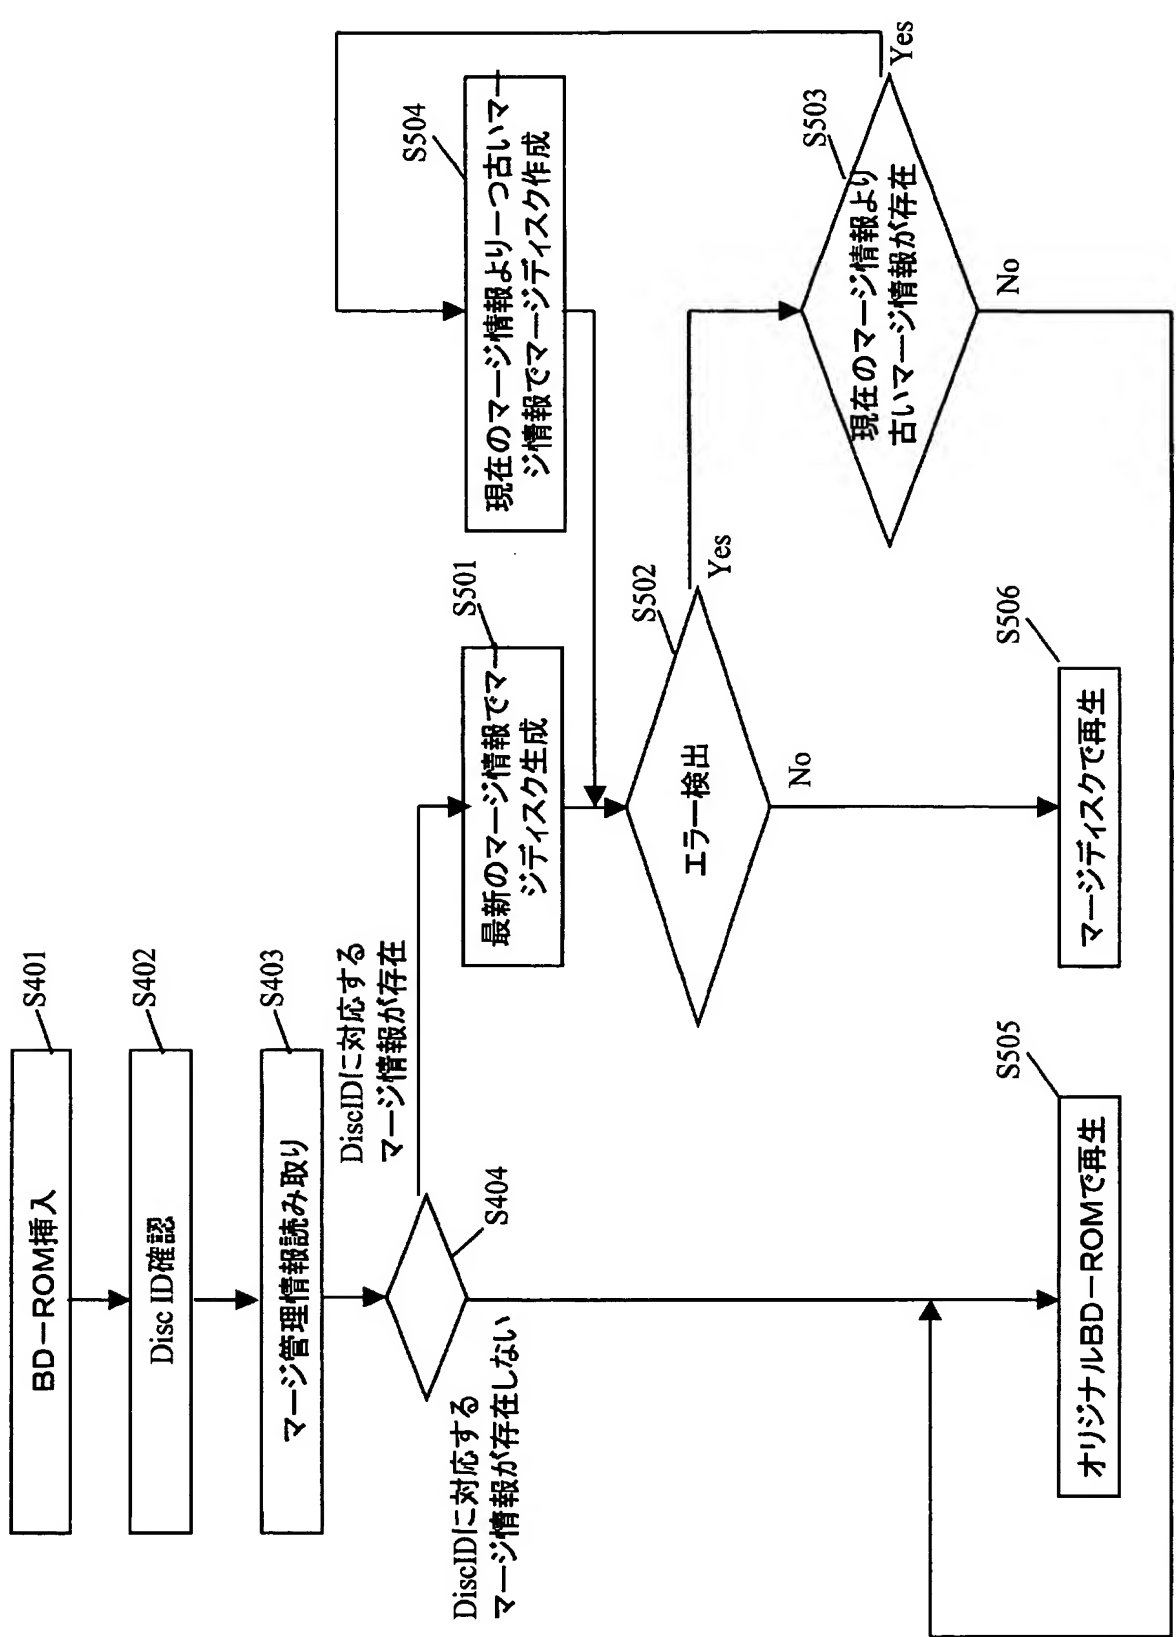 BD-ROM挿入
S401
Disc ID確認
S402
マージ管理情報読み取り
S403
S404
DiscIDに対応する
マージ情報が存在
DiscIDに対応する
マージ情報が存在しない
最新のマージ情報でマー
ジディスク生成
S501
エラー検出
S502
Yes
No
現在のマージ情報より
古いマージ情報が存在
S503
Yes
No
現在のマージ情報より一つ古いマー
ジ情報でマージディスク作成
S504
オリジナルBD-ROMで再生
S505
マージディスクで再生
S506